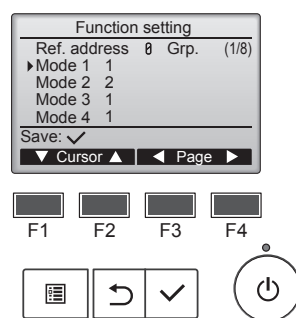 Function setting
Ref. address 0 Grp. (1/8)
Mode 1 1
Mode 2 2
Mode 3 1
Mode 4 1
Save: ✓
▼ Cursor ▲ ◀ Page ▶
F1 F2 F3 F4